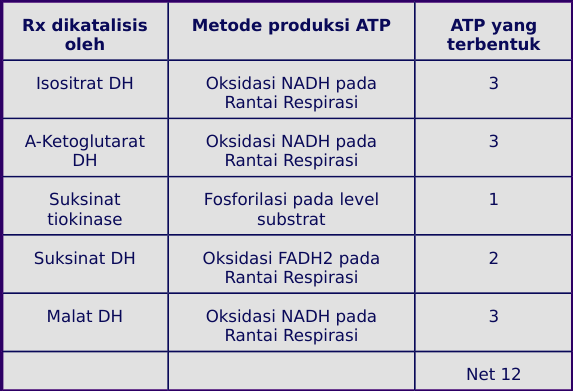 Rx dikatalisis
oleh
Metode produksi ATP
ATP yang
terbentuk
Isositrat DH
Oksidasi NADH pada
Rantai Respirasi
3
A-Ketoglutarat
DH
Oksidasi NADH pada
Rantai Respirasi
3
Suksinat
tiokinase
Fosforilasi pada level
substrat
1
Suksinat DH
Oksidasi FADH2 pada
Rantai Respirasi
2
Malat DH
Oksidasi NADH pada
Rantai Respirasi
3
Net 12